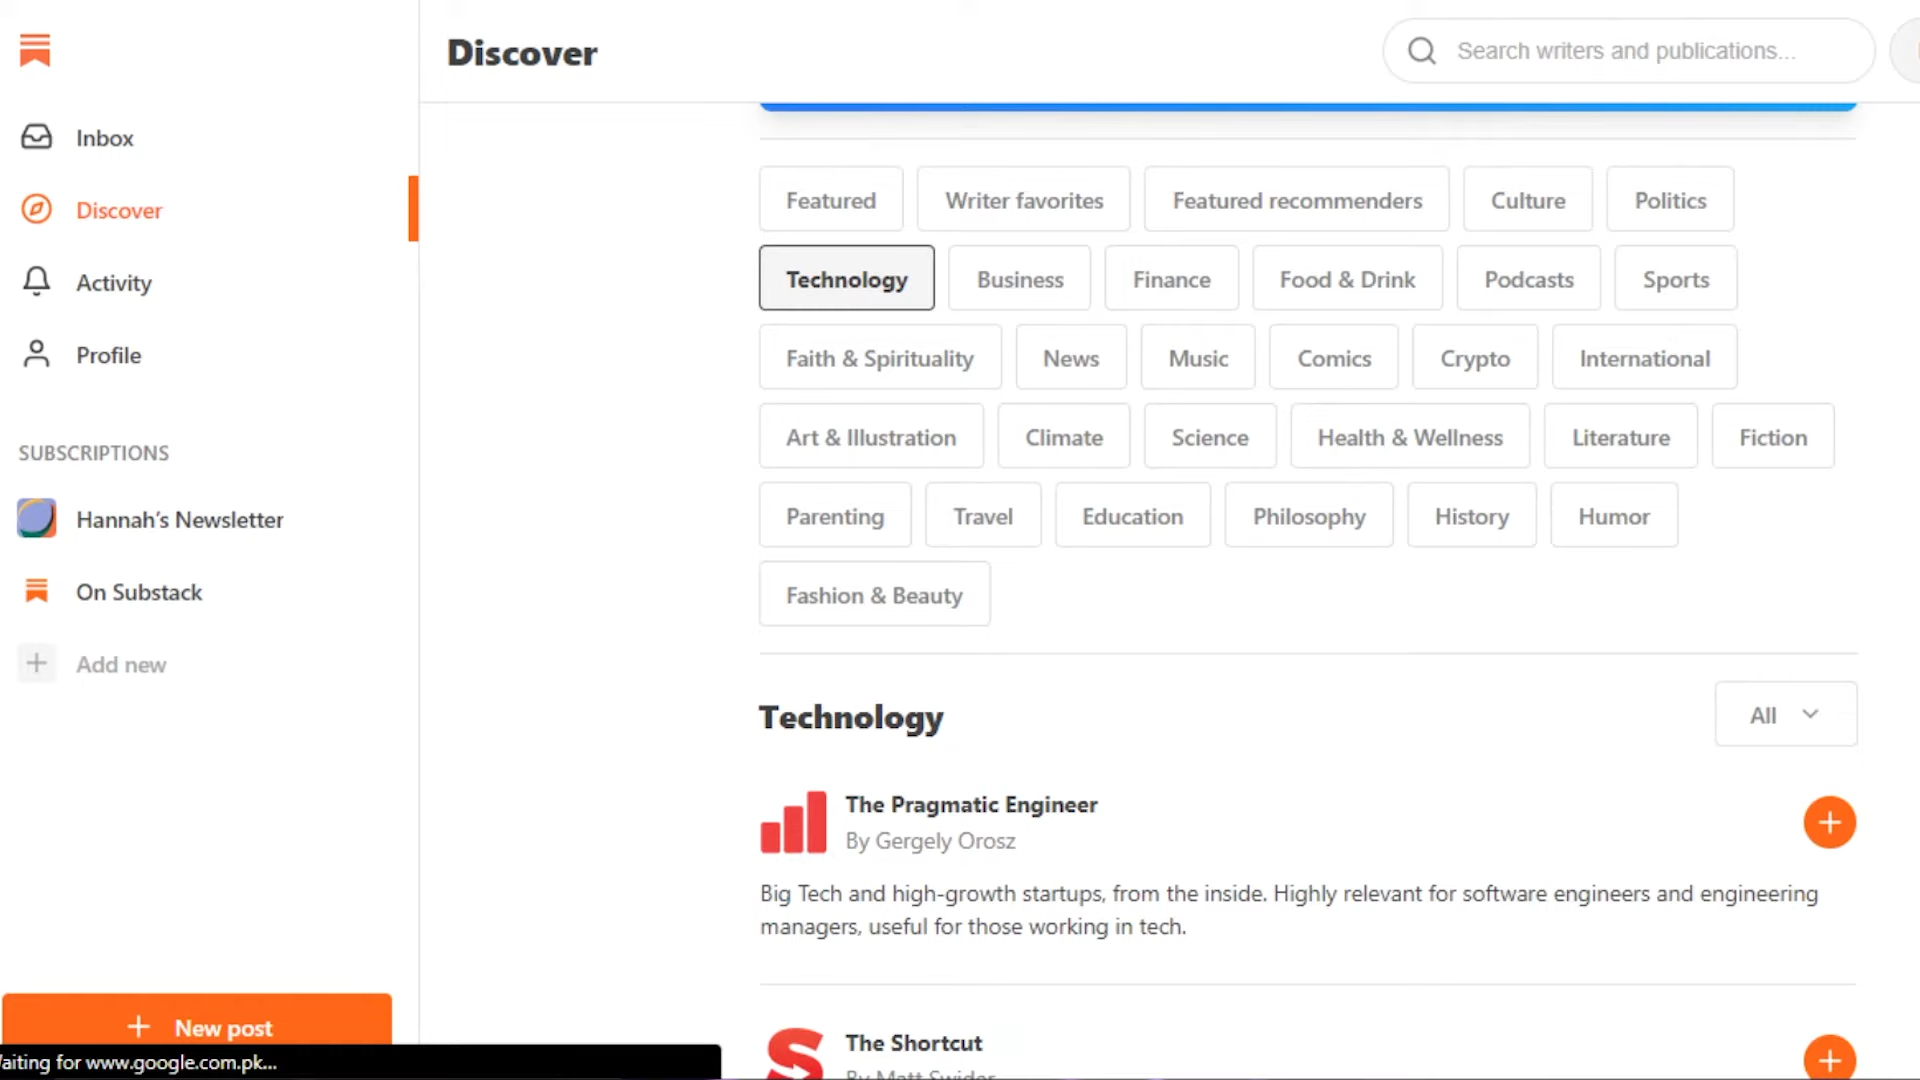 Discover
Search writers and publications...
Inbox
Discover
Activity
Profile
SUBSCRIPTIONS
Hannah's Newsletter
On Substack
Add new
New post
Featured
Writer favorites
Featured recommenders
Culture
Politics
Technology
Business
Finance
Food & Drink
Podcasts
Sports
Faith & Spirituality
News
Music
Comics
Crypto
International
Art & Illustration
Climate
Science
Health & Wellness
Literature
Fiction
Parenting
Travel
Education
Philosophy
History
Humor
Fashion & Beauty
Technology
All
The Pragmatic Engineer
By Gergely Orosz
Big Tech and high-growth startups, from the inside. Highly relevant for software engineers and engineering
managers, useful for those working in tech.
The Shortcut
By Matt Swider
aiting for www.google.com.pk...